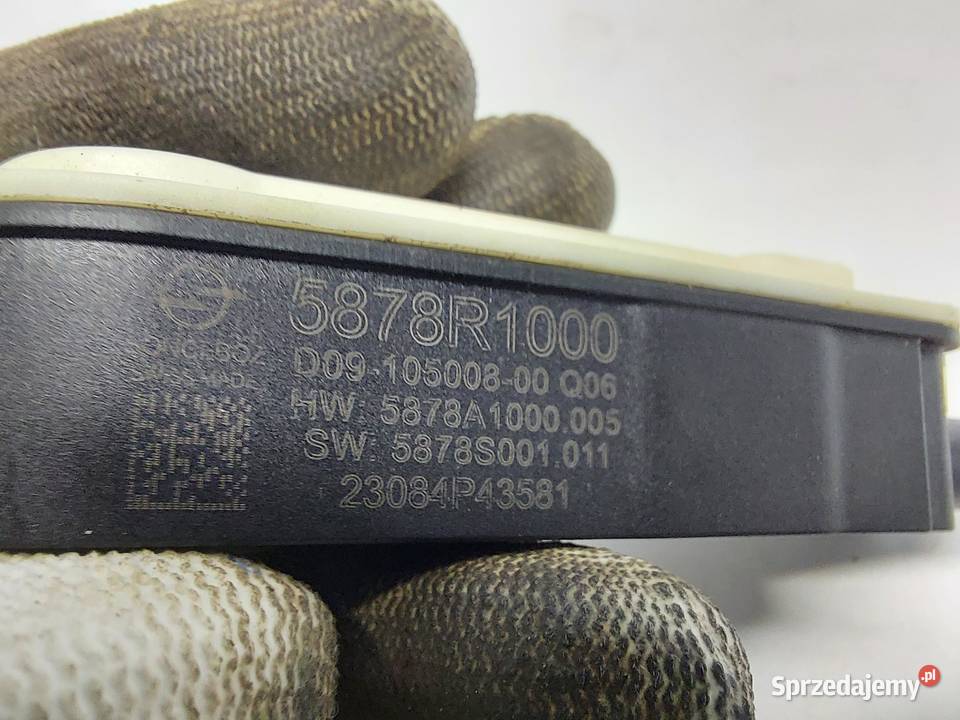 5878R1000
D09-105008-00 Q06
HW: 5878A1000.005
SW: 5878S001.011
23084P43581
Sprzedajemy.pl